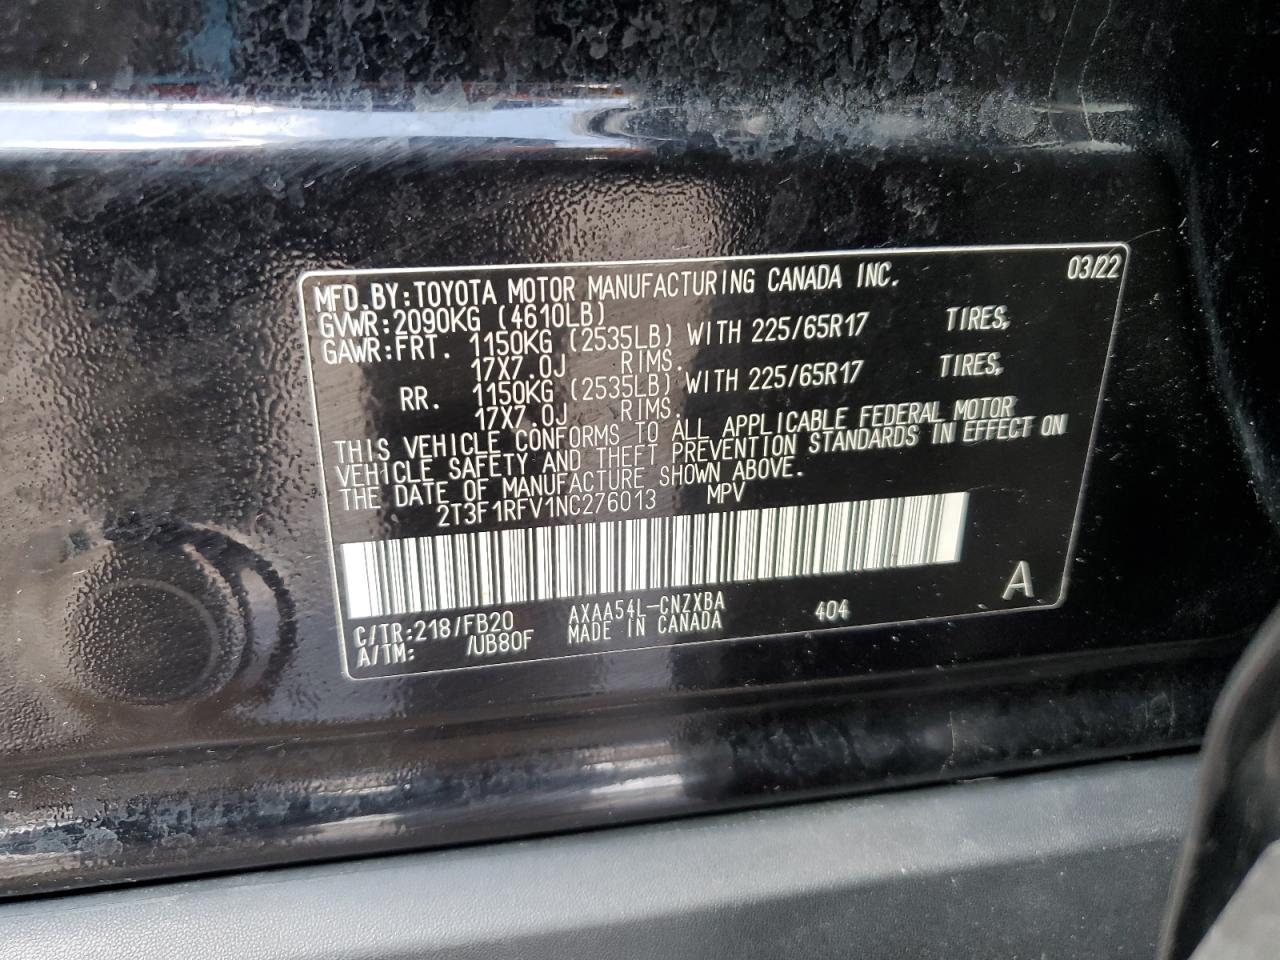 MFD.BY:TOYOTA MOTOR MANUFACTURING CANADA INC. 03/22
GVWR:2090KG (4610LB)
GAWR:FRT. 1150KG (2535LB) WITH 225/65R17 TIRES,
17X7.0J RIMS.
RR. 1150KG (2535LB) WITH 225/65R17 TIRES,
17X7.0J RIMS.
THIS VEHICLE CONFORMS TO ALL APPLICABLE FEDERAL MOTOR
VEHICLE SAFETY AND THEFT PREVENTION STANDARDS IN EFFECT ON
THE DATE OF MANUFACTURE SHOWN ABOVE.
2T3F1RFV1NC276013 MPV
C/TR:218/FB20 AXAA54L-CNZXBA 404 A
A/TM: /UB80F MADE IN CANADA